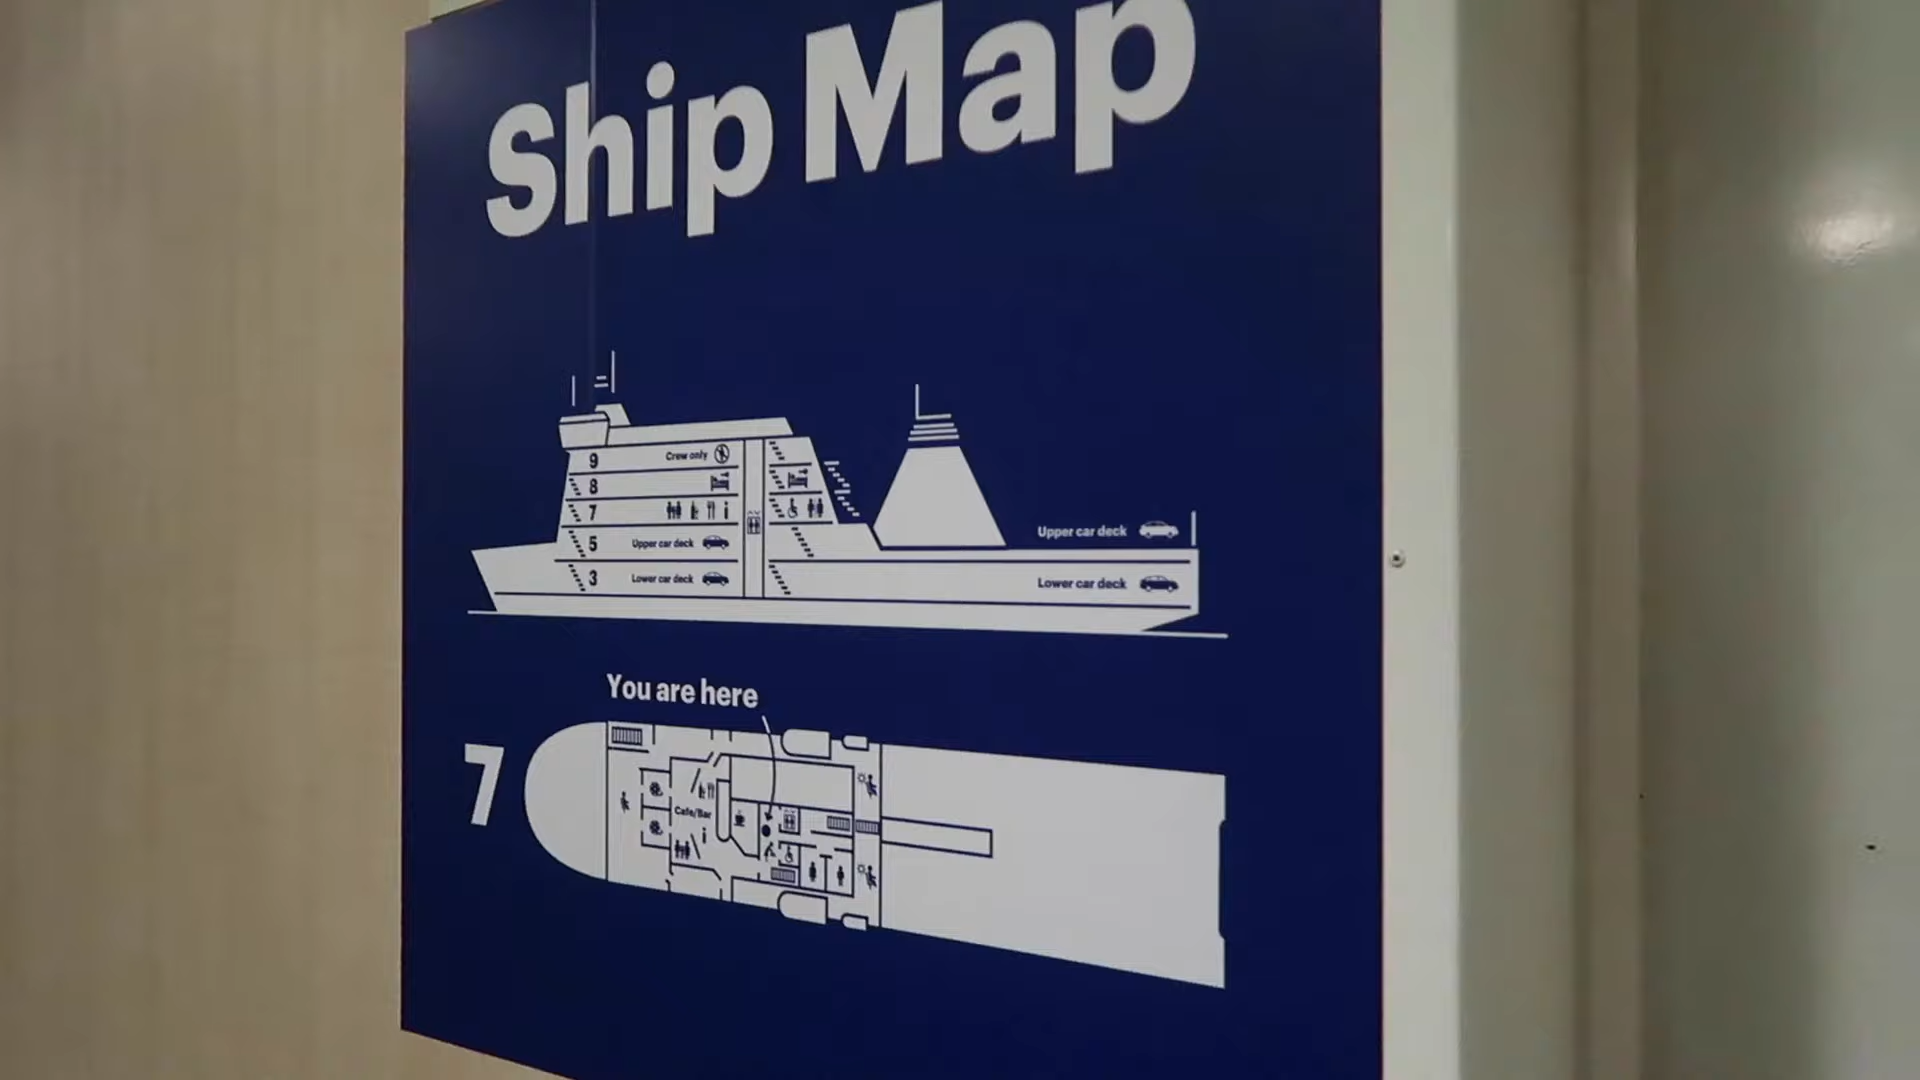 Ship Map
9 Crew only
8
7
5 Upper car deck
3 Lower car deck
Upper car deck
Lower car deck
You are here
7
Cafe/Bar